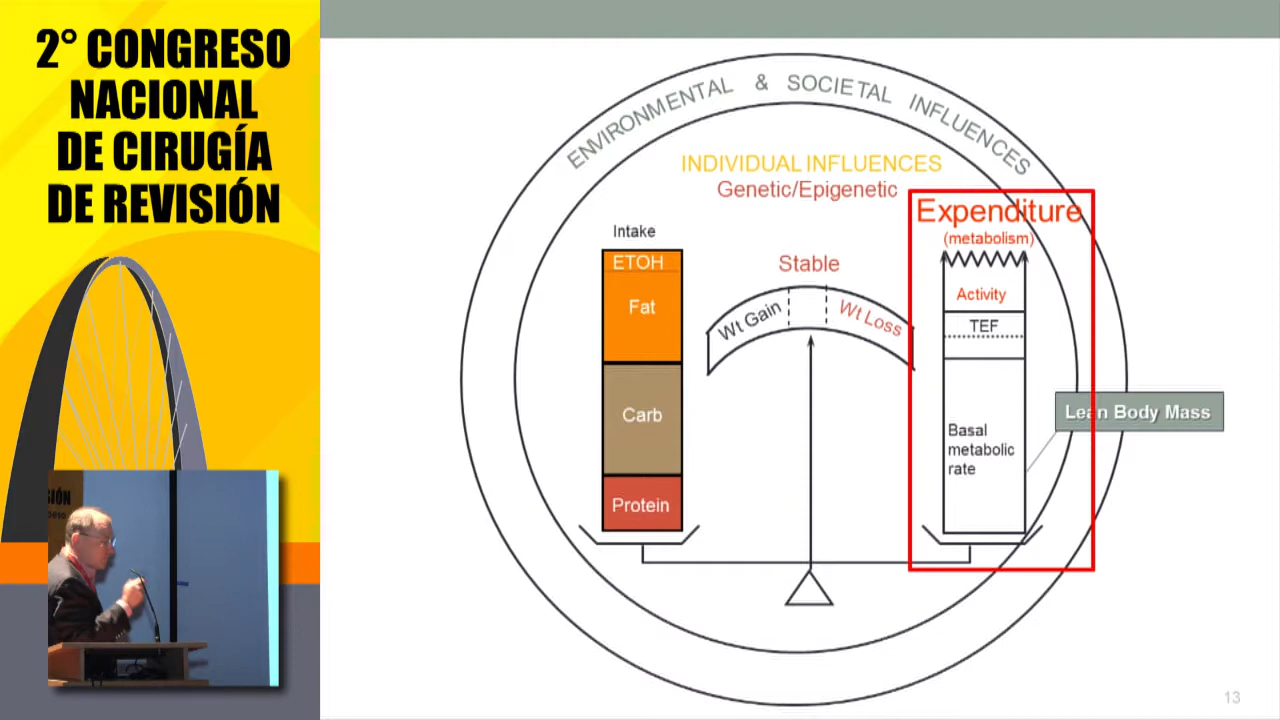 2° CONGRESO
NACIONAL
DE CIRUGÍA
DE REVISIÓN
ENVIRONMENTAL & SOCIETAL INFLUENCES
INDIVIDUAL INFLUENCES
Genetic/Epigenetic
Expenditure
(metabolism)
Intake
ETOH
Fat
Carb
Protein
Stable
Wt Gain
Wt Loss
Activity
TEF
Basal
metabolic
rate
Lean Body Mass
13